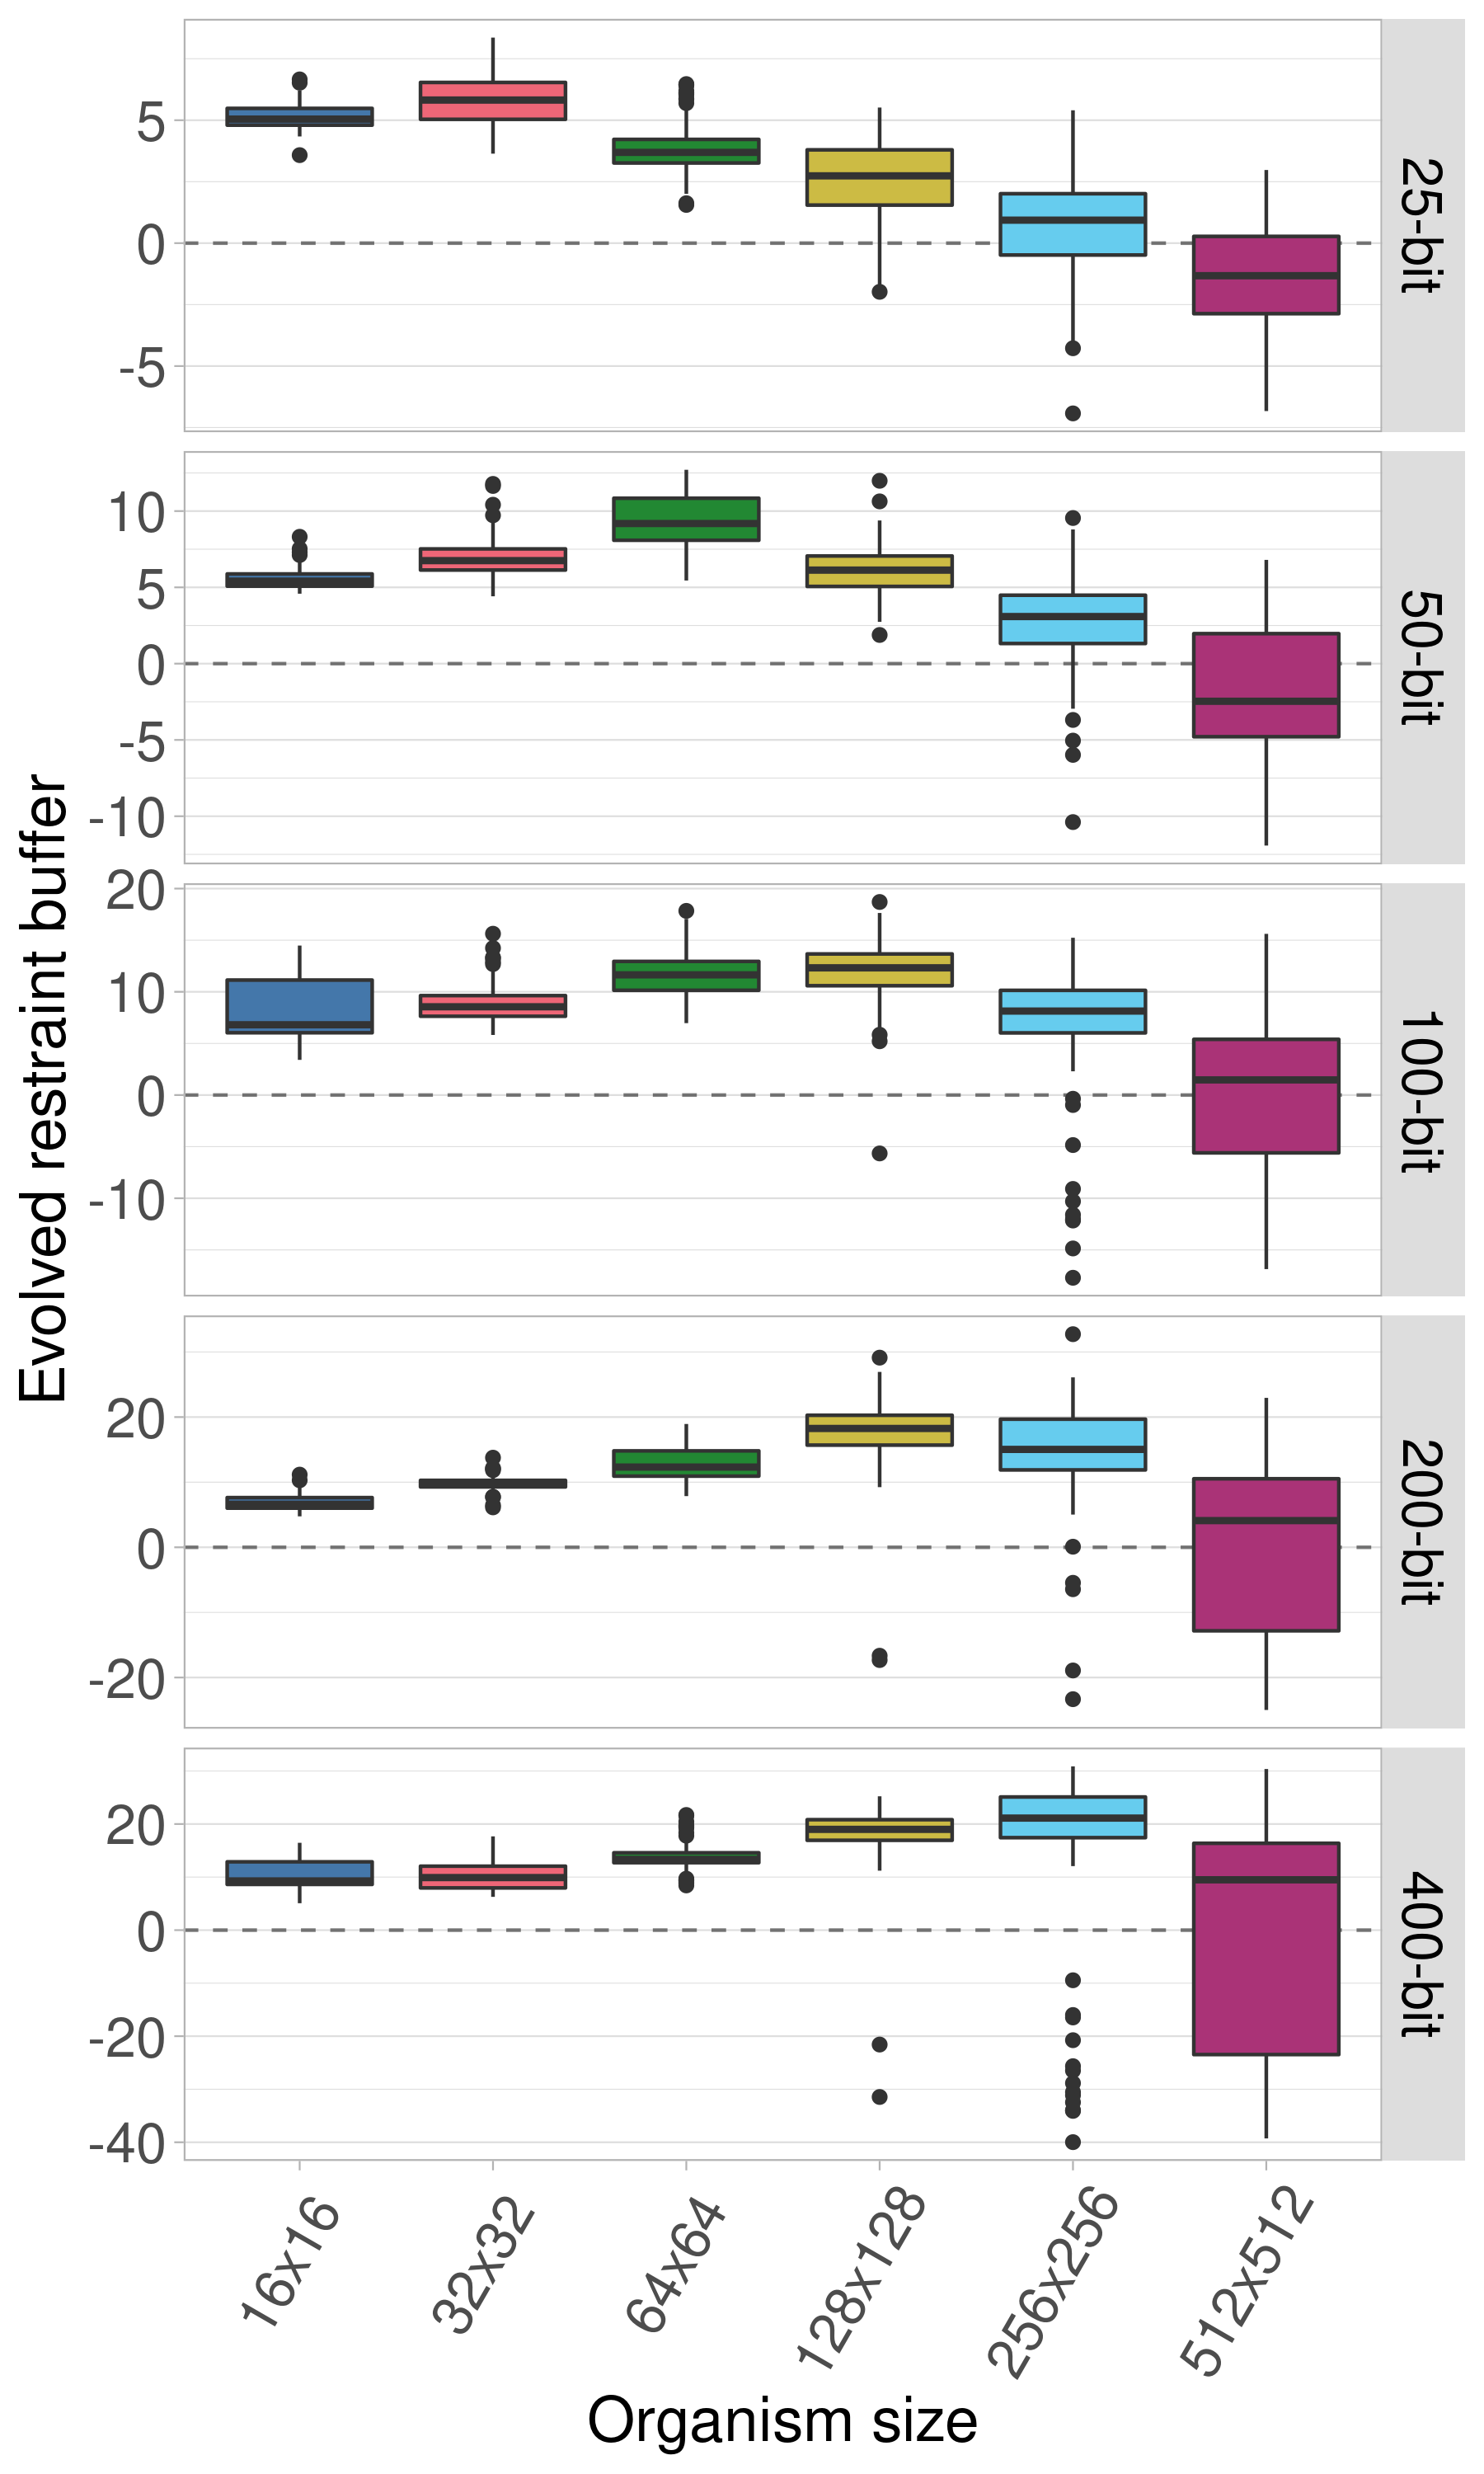 Evolved restraint buffer
5
0
-5
25-bit
10
5
0
-5
-10
50-bit
20
10
0
-10
100-bit
20
0
-20
200-bit
20
0
-20
-40
400-bit
16x16
32x32
64x64
128x128
256x256
512x512
Organism size